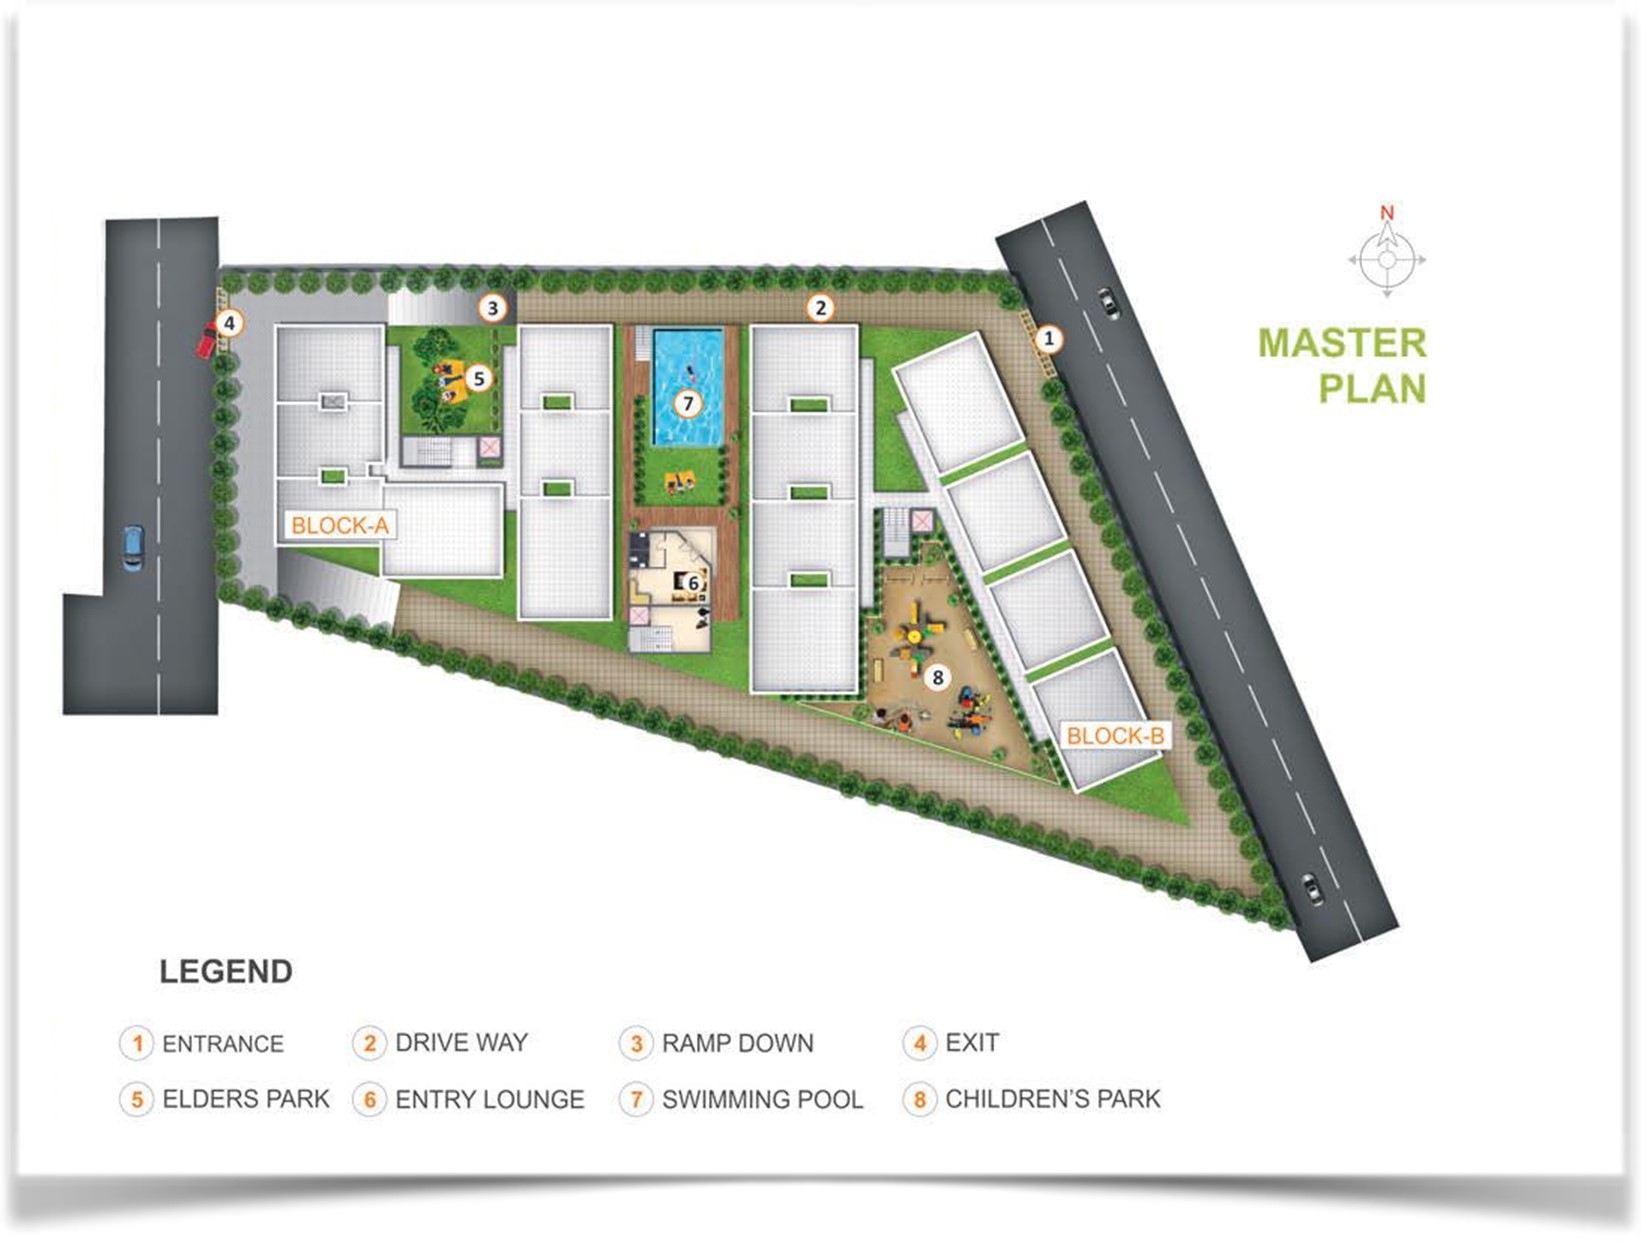 N
MASTER
PLAN
4
3
2
1
5
7
6
8
BLOCK-A
BLOCK-B
LEGEND
1 ENTRANCE 2 DRIVE WAY 3 RAMP DOWN 4 EXIT
5 ELDERS PARK 6 ENTRY LOUNGE 7 SWIMMING POOL 8 CHILDREN'S PARK